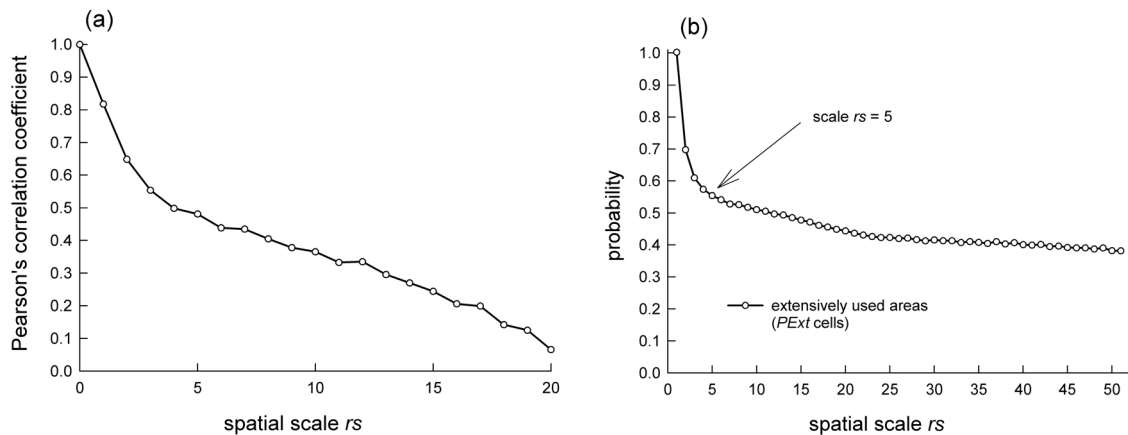 (a)
Pearson's correlation coefficient
1.0
0.9
0.8
0.7
0.6
0.5
0.4
0.3
0.2
0.1
0.0
0 5 10 15 20
spatial scale rs
(b)
probability
1.0
0.9
0.8
0.7
0.6
0.5
0.4
0.3
0.2
0.1
0.0
scale rs = 5
extensively used areas
(PExt cells)
0 5 10 15 20 25 30 35 40 45 50
spatial scale rs